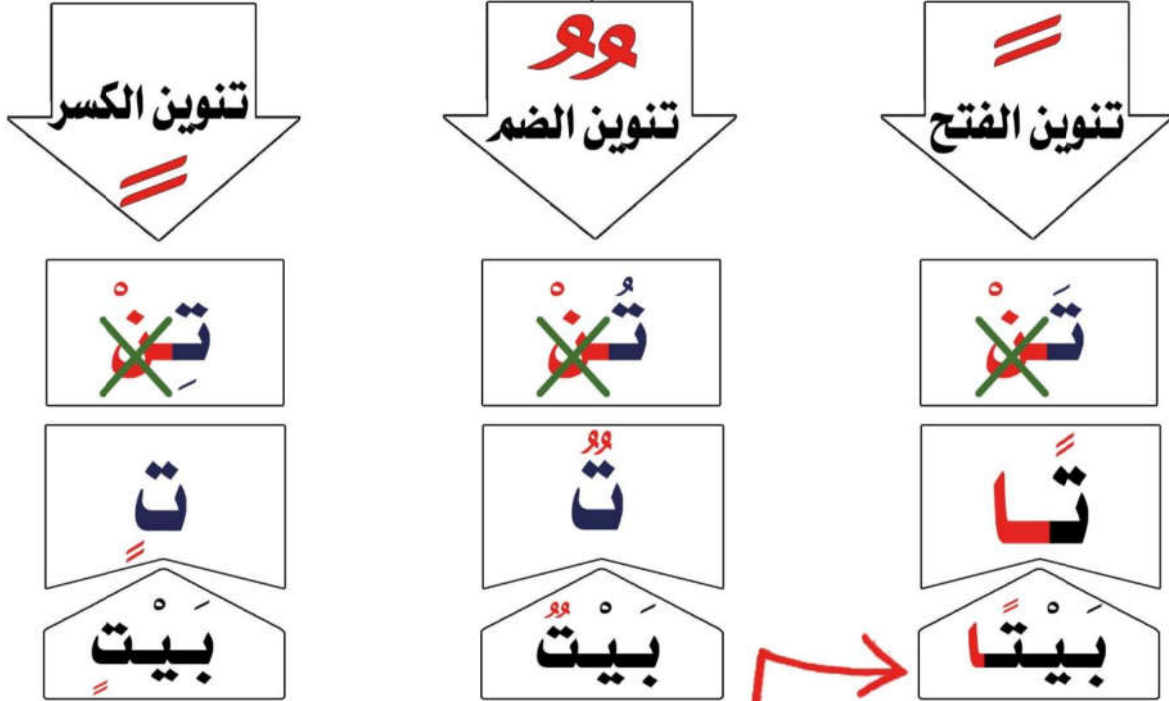 تنوين الفتح
تنوين الضم
تنوين الكسر
تَنْ
تُنْ
تِنْ
تًا
تٌ
تٍ
بَيْتًا
بَيْتٌ
بَيْتٍ